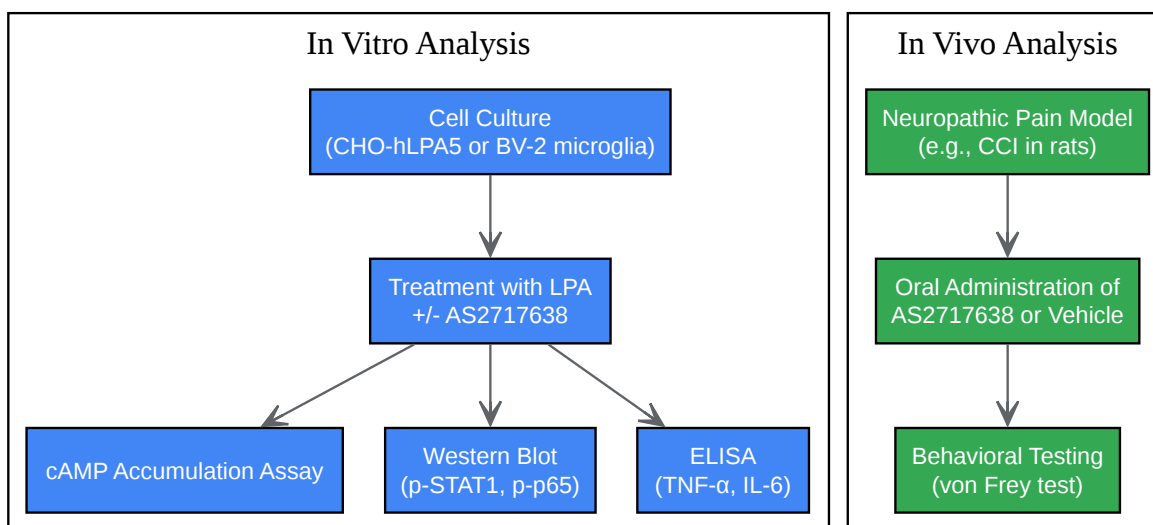 In Vitro Analysis
Cell Culture
(CHO-hLPA5 or BV-2 microglia)
Treatment with LPA
+/- AS2717638
cAMP Accumulation Assay
Western Blot
(p-STAT1, p-p65)
ELISA
(TNF-α, IL-6)
In Vivo Analysis
Neuropathic Pain Model
(e.g., CCI in rats)
Oral Administration of
AS2717638 or Vehicle
Behavioral Testing
(von Frey test)